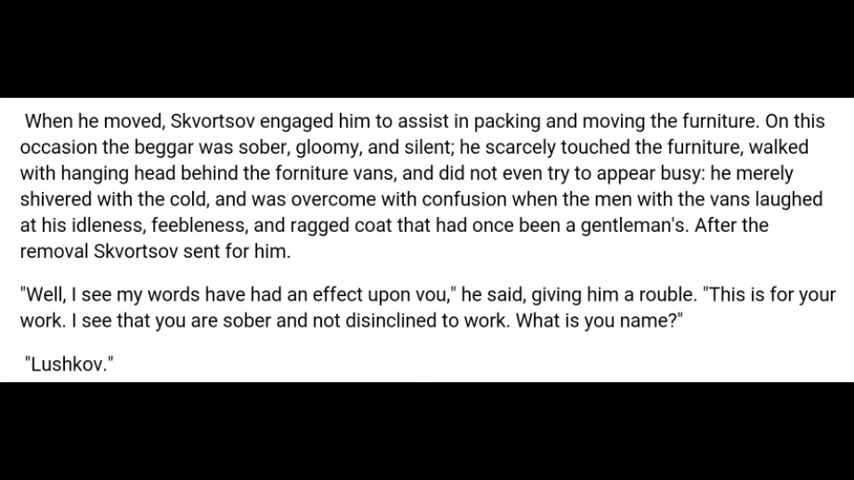 When he moved, Skvortsov engaged him to assist in packing and moving the furniture. On this
occasion the beggar was sober, gloomy, and silent; he scarcely touched the furniture, walked
with hanging head behind the forniture vans, and did not even try to appear busy: he merely
shivered with the cold, and was overcome with confusion when the men with the vans laughed
at his idleness, feebleness, and ragged coat that had once been a gentleman's. After the
removal Skvortsov sent for him.
"Well, I see my words have had an effect upon vou," he said, giving him a rouble. "This is for your
work. I see that you are sober and not disinclined to work. What is you name?"
"Lushkov."